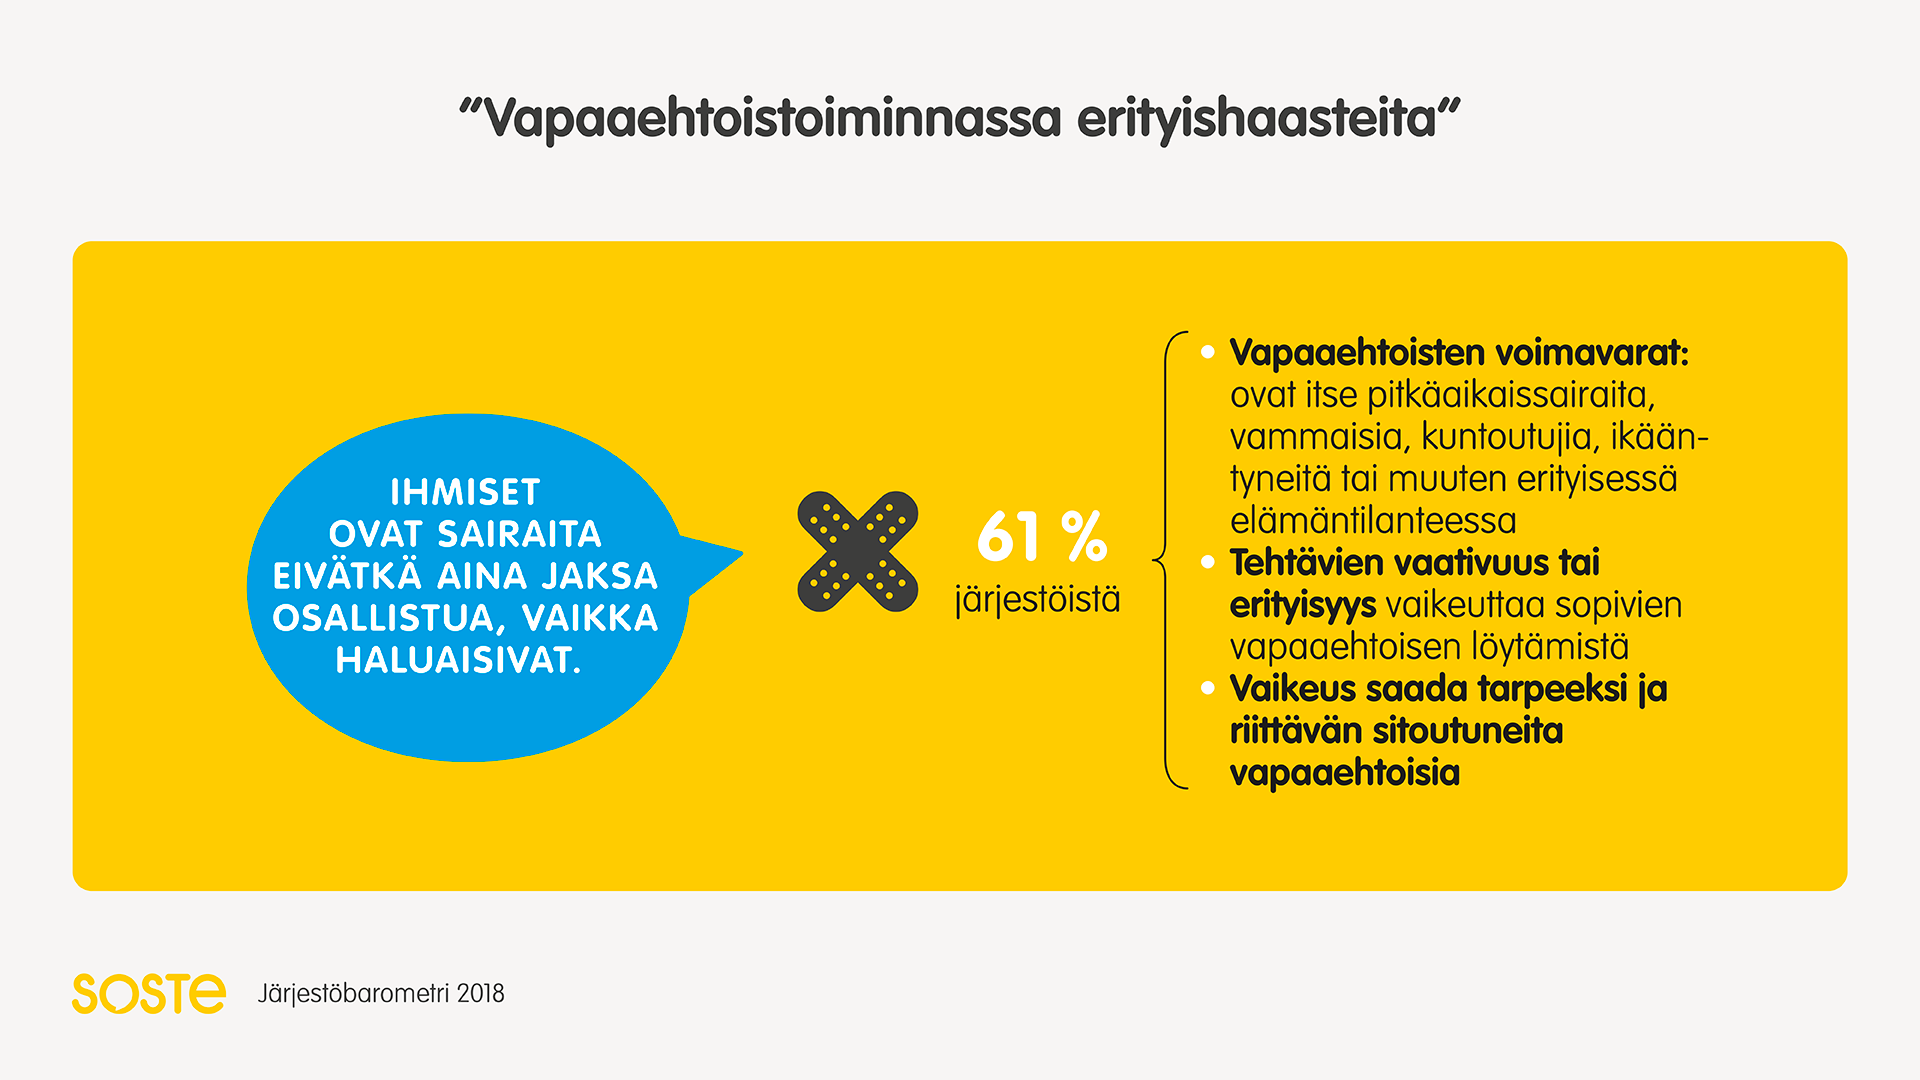 ”Vapaaehtoistoiminnassa erityishaasteita”
IHMISET
OVAT SAIRAITA
EIVÄTKÄ AINA JAKSA
OSALLISTUA, VAIKKA
HALUAISIVAT.
61 %
järjestöistä
• Vapaaehtoisten voimavarat:
ovat itse pitkäaikaissairaita,
vammaisia, kuntoutujia, ikään-
tyneitä tai muuten erityisessä
elämäntilanteessa
• Tehtävien vaativuus tai
erityisyys vaikeuttaa sopivien
vapaaehtoisen löytämistä
• Vaikeus saada tarpeeksi ja
riittävän sitoutuneita
vapaaehtoisia
SOSTE
Järjestöbarometri 2018